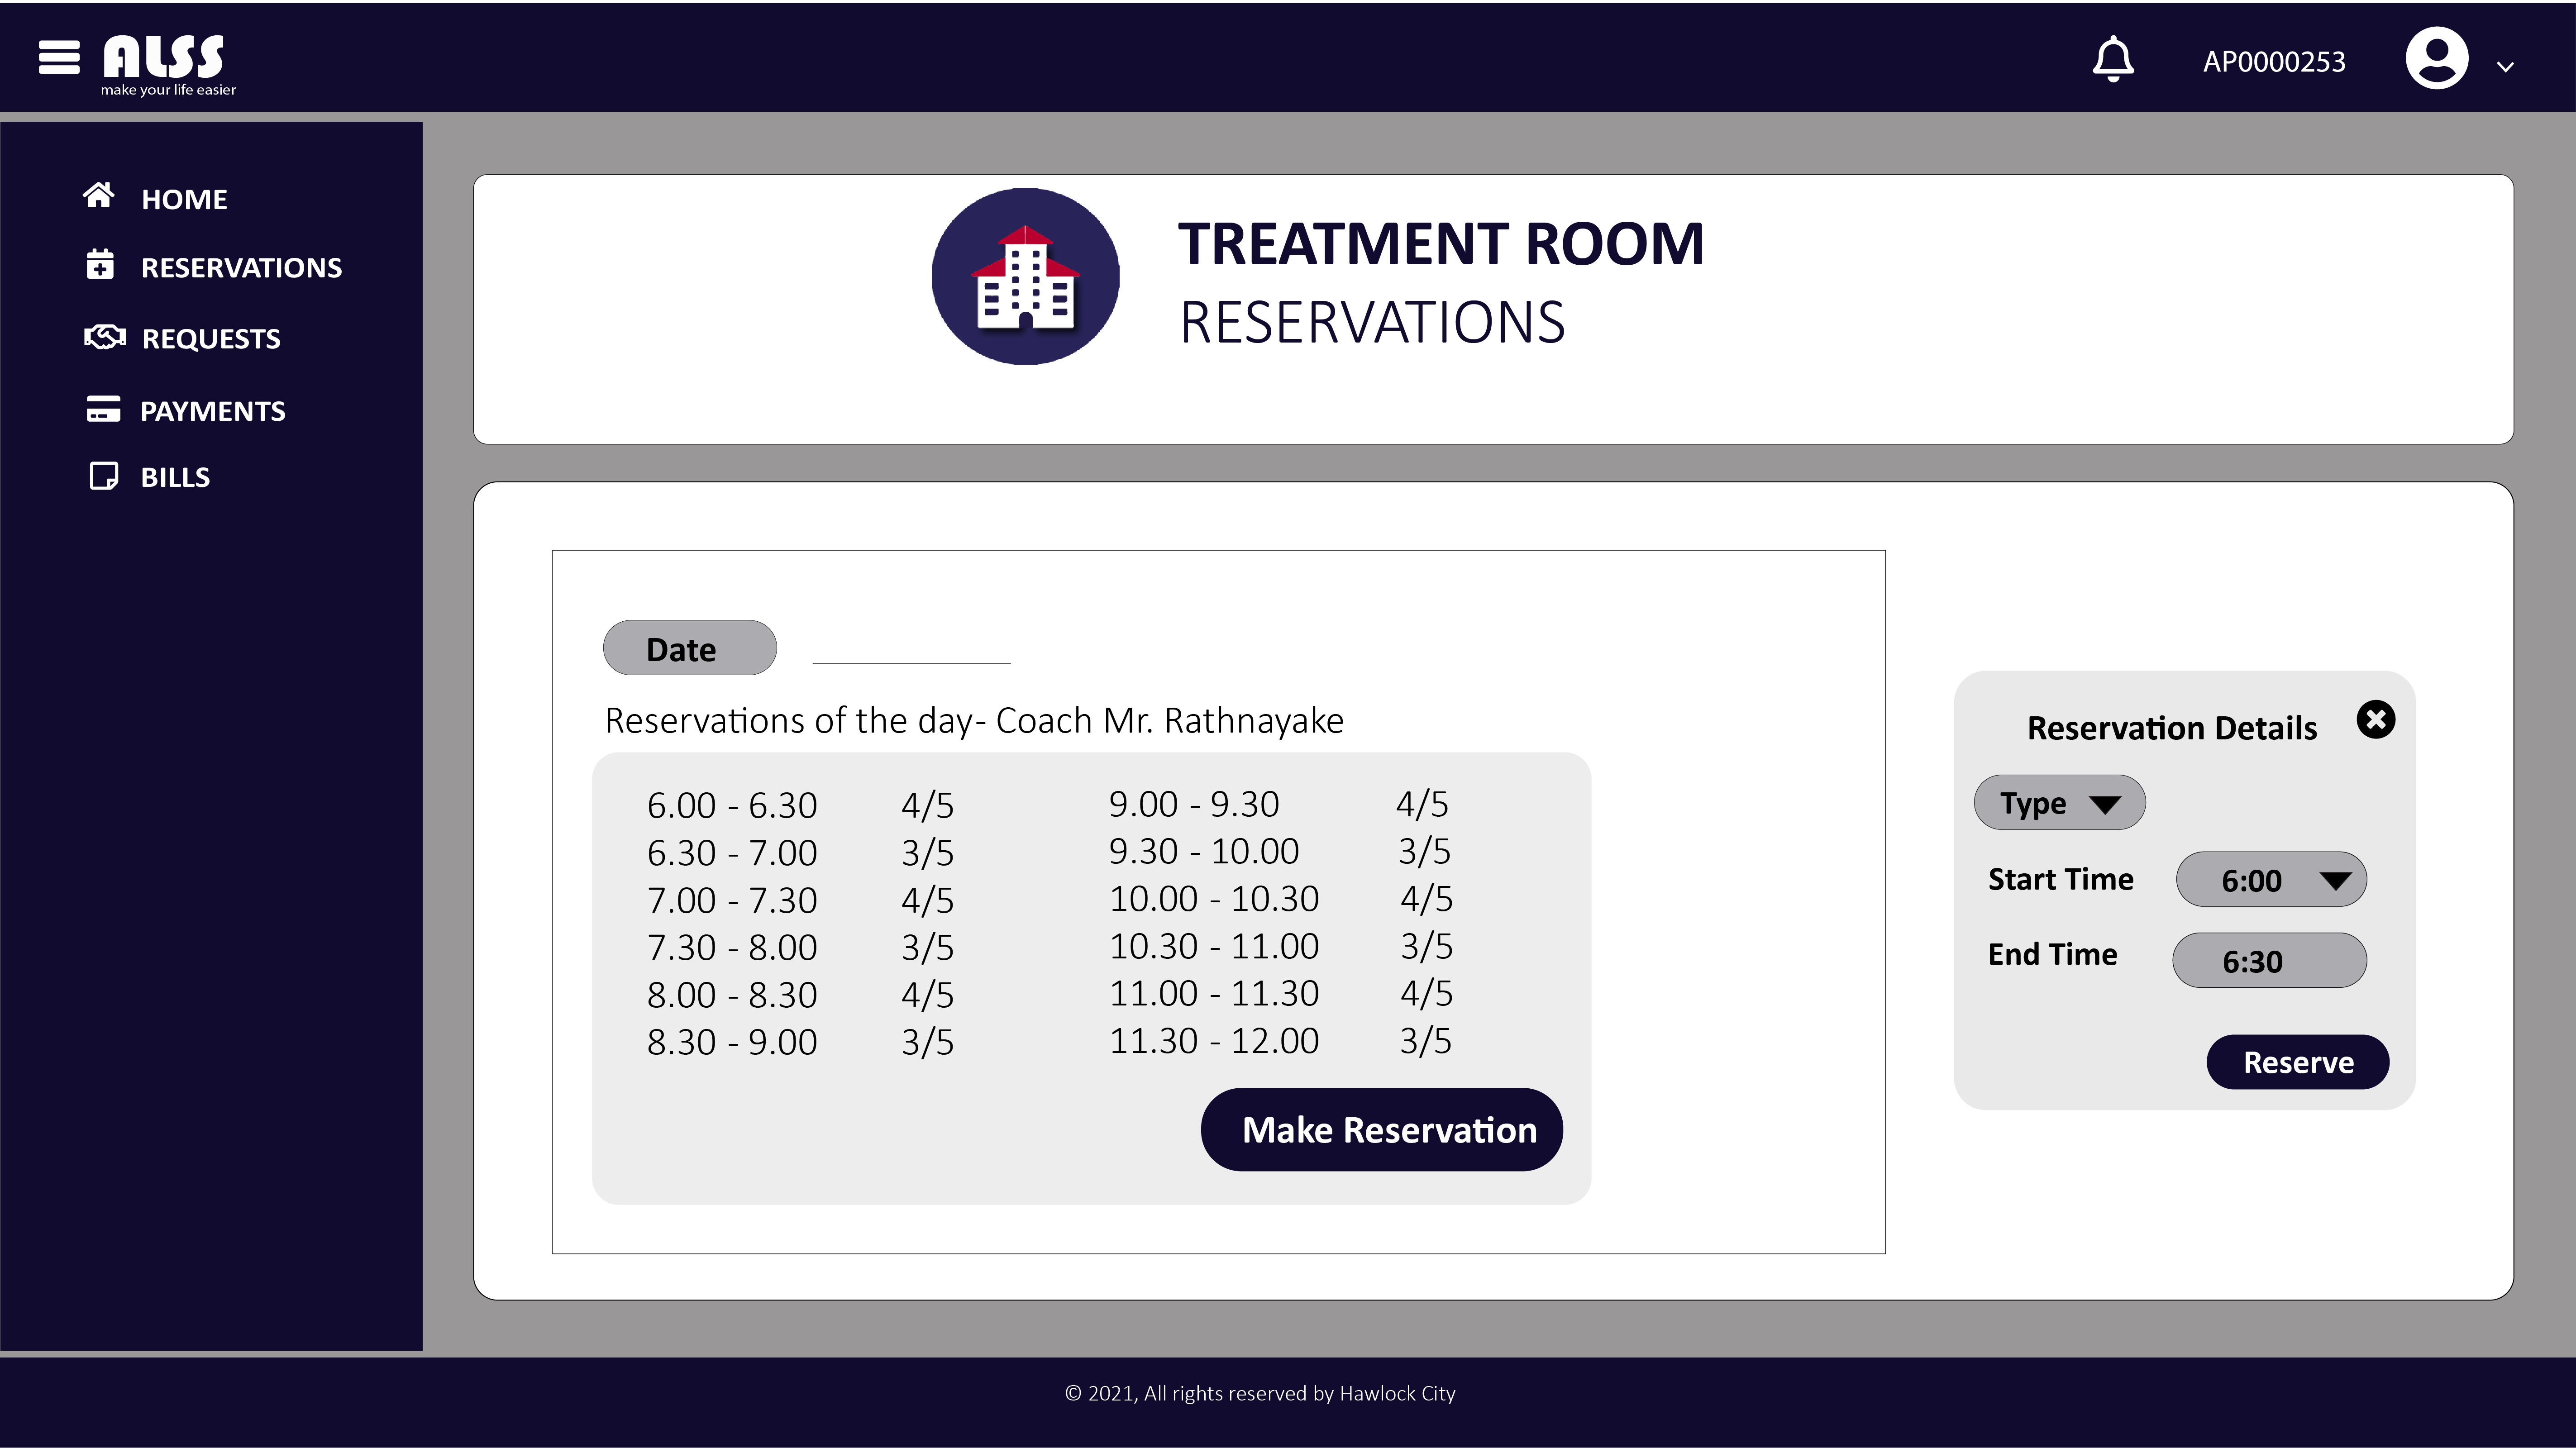 ALSS
make your life easier
AP0000253
HOME
RESERVATIONS
REQUESTS
PAYMENTS
BILLS
TREATMENT ROOM
RESERVATIONS
Date
Reservations of the day- Coach Mr. Rathnayake
6.00 - 6.30 4/5 9.00 - 9.30 4/5
6.30 - 7.00 3/5 9.30 - 10.00 3/5
7.00 - 7.30 4/5 10.00 - 10.30 4/5
7.30 - 8.00 3/5 10.30 - 11.00 3/5
8.00 - 8.30 4/5 11.00 - 11.30 4/5
8.30 - 9.00 3/5 11.30 - 12.00 3/5
Make Reservation
Reservation Details
Type
Start Time 6:00
End Time 6:30
Reserve
© 2021, All rights reserved by Hawlock City